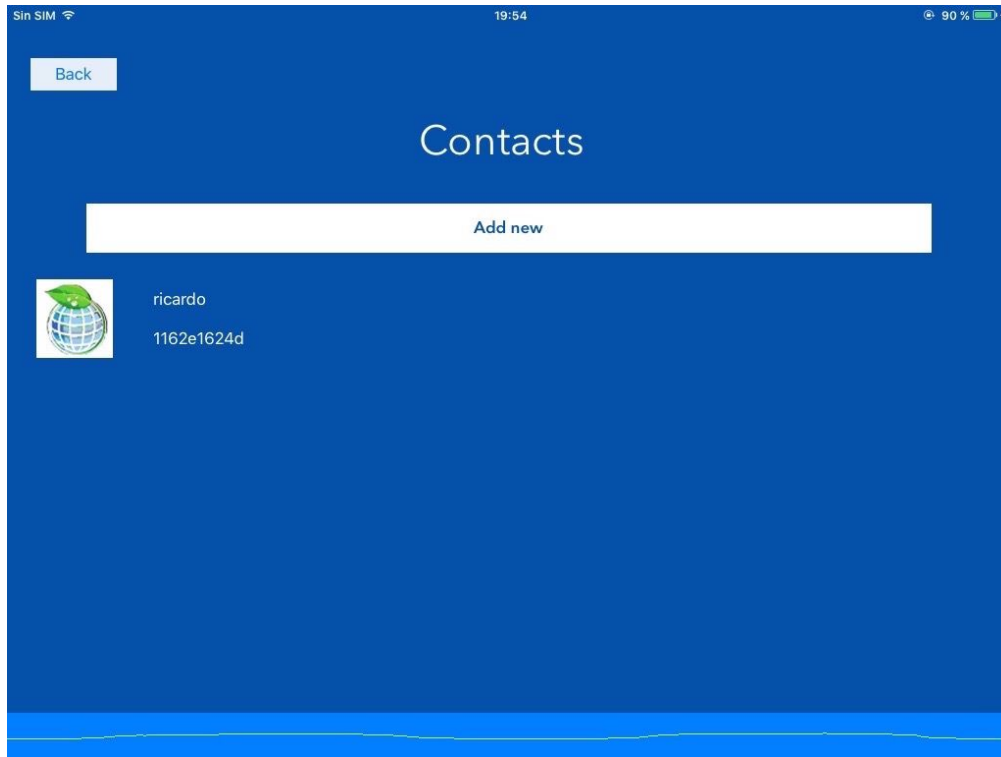 Sin SIM 19:54 90 %
Back
Contacts
Add new
ricardo
1162e1624d